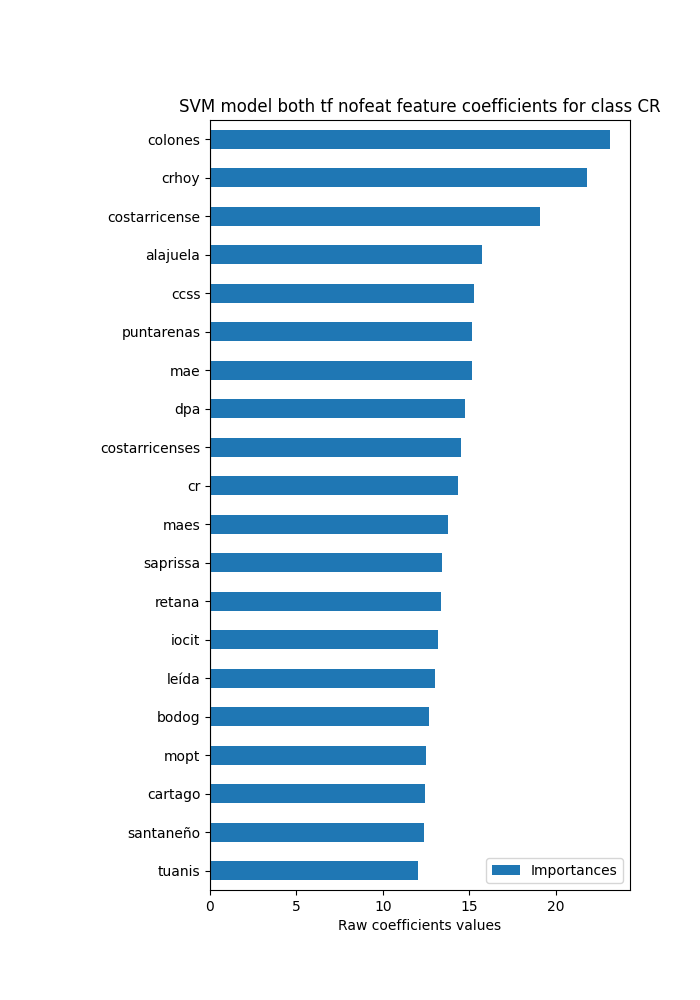 SVM model both tf nofeat feature coefficients for class CR
colones
crhoy
costarricense
alajuela
ccss
puntarenas
mae
dpa
costarricenses
cr
maes
saprissa
retana
iocit
leída
bodog
mopt
cartago
santaneño
tuanis
Importances
0 5 10 15 20
Raw coefficients values